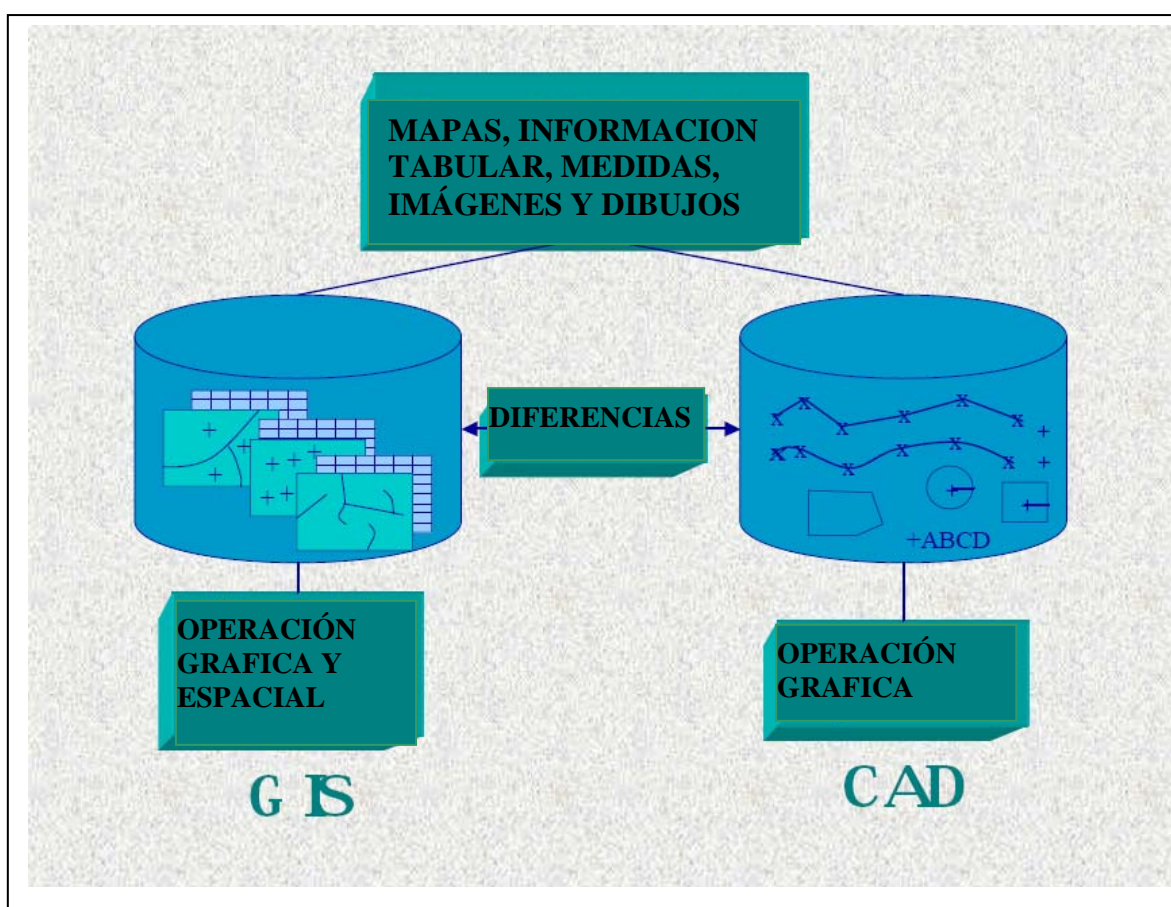 MAPAS, INFORMACION
TABULAR, MEDIDAS,
IMÁGENES Y DIBUJOS
DIFERENCIAS
X X X X X X
X X X X X X
+ABCD
OPERACIÓN
GRAFICA Y
ESPACIAL
OPERACIÓN
GRAFICA
GIS
CAD